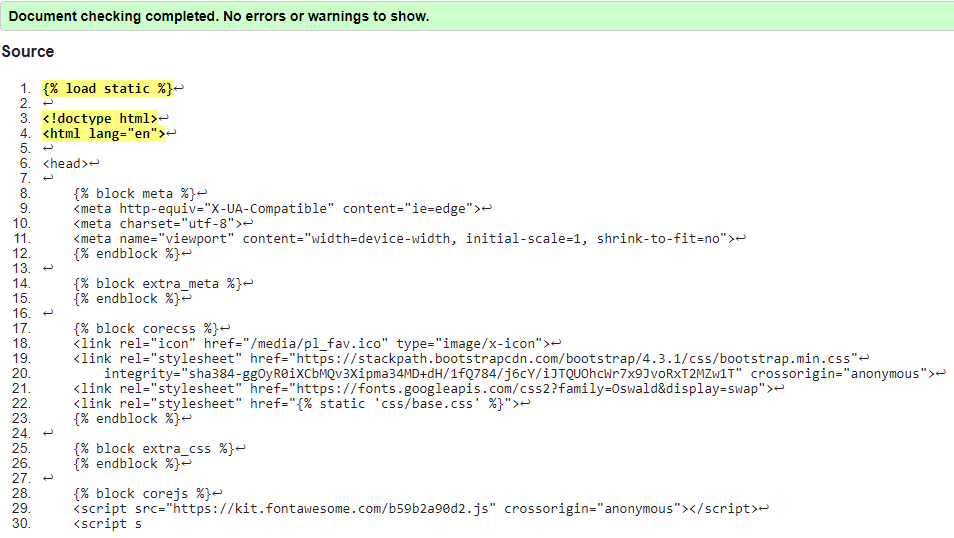 Document checking completed. No errors or warnings to show.
Source
1. {% load static %}↩
2. ↩
3. <!doctype html>↩
4. <html lang="en">↩
5. ↩
6. <head>↩
7. ↩
8.     {% block meta %}↩
9.     <meta http-equiv="X-UA-Compatible" content="ie=edge">↩
10.     <meta charset="utf-8">↩
11.     <meta name="viewport" content="width=device-width, initial-scale=1, shrink-to-fit=no">↩
12.     {% endblock %}↩
13. ↩
14.     {% block extra_meta %}↩
15.     {% endblock %}↩
16. ↩
17.     {% block corecss %}↩
18.     <link rel="icon" href="/media/pl_fav.ico" type="image/x-icon">↩
19.     <link rel="stylesheet" href="https://stackpath.bootstrapcdn.com/bootstrap/4.3.1/css/bootstrap.min.css"↩
20.         integrity="sha384-ggOyR0iXCbMQv3Xipma34MD+dH/1fQ784/j6cY/iJTQUOhcWr7x9JvoRxT2MZw1T" crossorigin="anonymous">↩
21.     <link rel="stylesheet" href="https://fonts.googleapis.com/css2?family=Oswald&display=swap">↩
22.     <link rel="stylesheet" href="{% static 'css/base.css' %}">↩
23.     {% endblock %}↩
24. ↩
25.     {% block extra_css %}↩
26.     {% endblock %}↩
27. ↩
28.     {% block corejs %}↩
29.     <script src="https://kit.fontawesome.com/b59b2a90d2.js" crossorigin="anonymous"></script>↩
30.     <script s